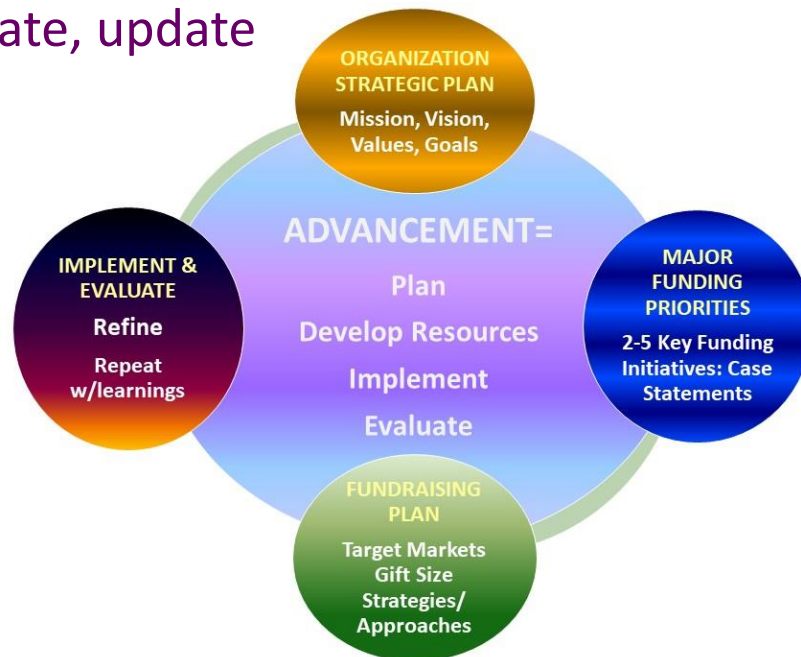 ate, update
ORGANIZATION
STRATEGIC PLAN
Mission, Vision,
Values, Goals
ADVANCEMENT=
Plan
Develop Resources
Implement
Evaluate
MAJOR
FUNDING
PRIORITIES
2-5 Key Funding
Initiatives: Case
Statements
FUNDRAISING
PLAN
Target Markets
Gift Size
Strategies/
Approaches
IMPLEMENT &
EVALUATE
Refine
Repeat
w/learnings